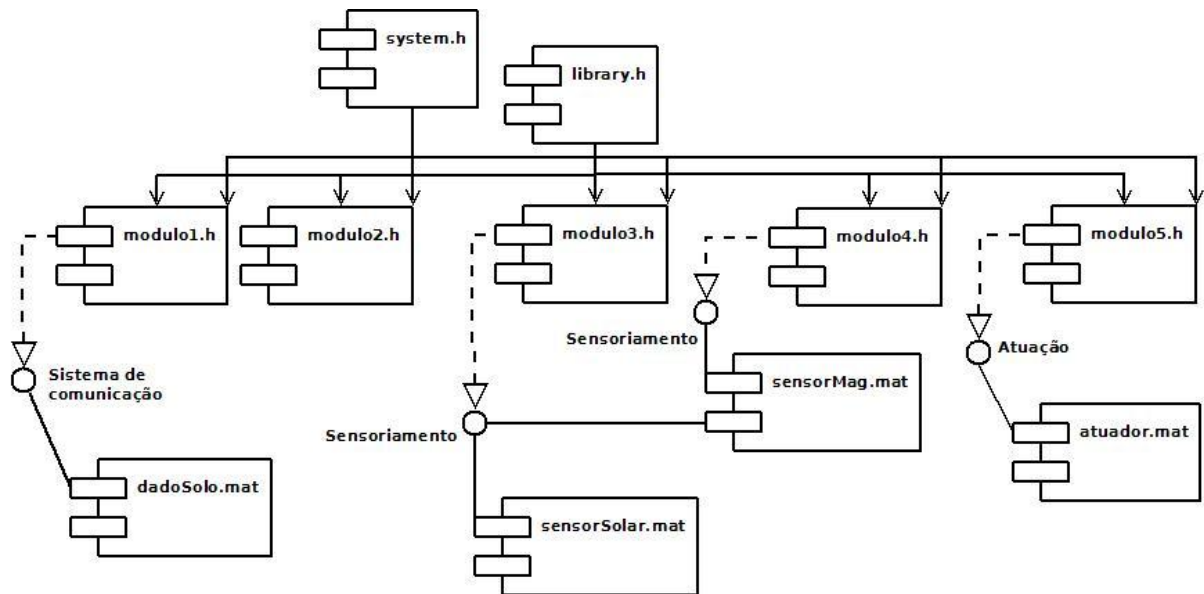 system.h
library.h
modulo1.h
modulo2.h
modulo3.h
modulo4.h
modulo5.h
Sensoriamento
Atuação
Sistema de
comunicação
sensorMag.mat
Sensoriamento
atuador.mat
dadoSolo.mat
sensorSolar.mat